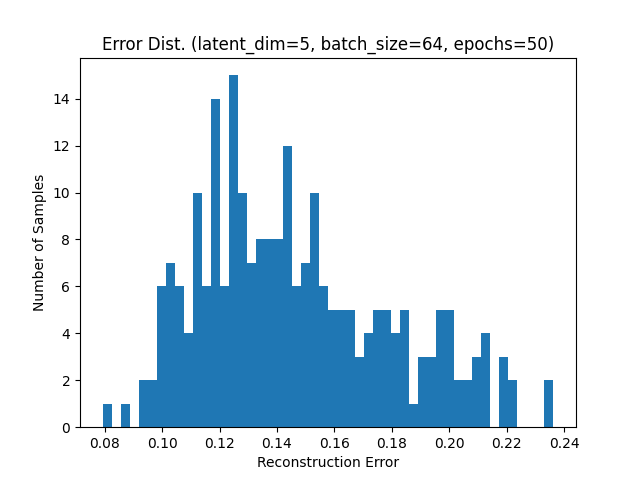 Error Dist. (latent_dim=5, batch_size=64, epochs=50)
Number of Samples
14
12
10
8
6
4
2
0
0.08 0.10 0.12 0.14 0.16 0.18 0.20 0.22 0.24
Reconstruction Error